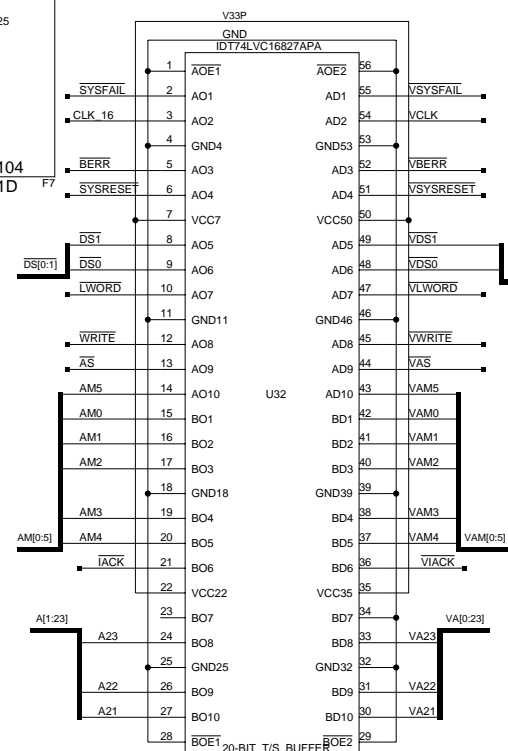 V33P
25
GND
IDT74LVC16827APA
1 AOE1 AOE2 56
SYSFAIL 2 AO1 AD1 55 VSYSFAIL
CLK_16 3 AO2 AD2 54 VCLK
4 GND4 GND53 53
104
BERR 5 AO3 AD3 52 VBERR
1D F7
SYSRESET 6 AO4 AD4 51 VSYSRESET
7 VCC7 VCC50 50
DS1 8 AO5 AD5 49 VDS1
DS[0:1] DS0 9 AO6 AD6 48 VDS0
LWORD 10 AO7 AD7 47 VLWORD
11 GND11 GND46 46
WRITE 12 AO8 AD8 45 VWRITE
AS 13 AO9 AD9 44 VAS
AM5 14 AO10 U32 AD10 43 VAM5
AM0 15 BO1 BD1 42 VAM0
AM1 16 BO2 BD2 41 VAM1
AM2 17 BO3 BD3 40 VAM2
18 GND18 GND39 39
AM3 19 BO4 BD4 38 VAM3
AM[0:5] AM4 20 BO5 BD5 37 VAM4 VAM[0:5]
IACK 21 BO6 BD6 36 VIACK
22 VCC22 VCC35 35
A[1:23] 23 BO7 BD7 34 VA[0:23]
A23 24 BO8 BD8 33 VA23
25 GND25 GND32 32
A22 26 BO9 BD9 31 VA22
A21 27 BO10 BD10 30 VA21
28 BOE1 BOE2 29
20-BIT T/S BUFFER